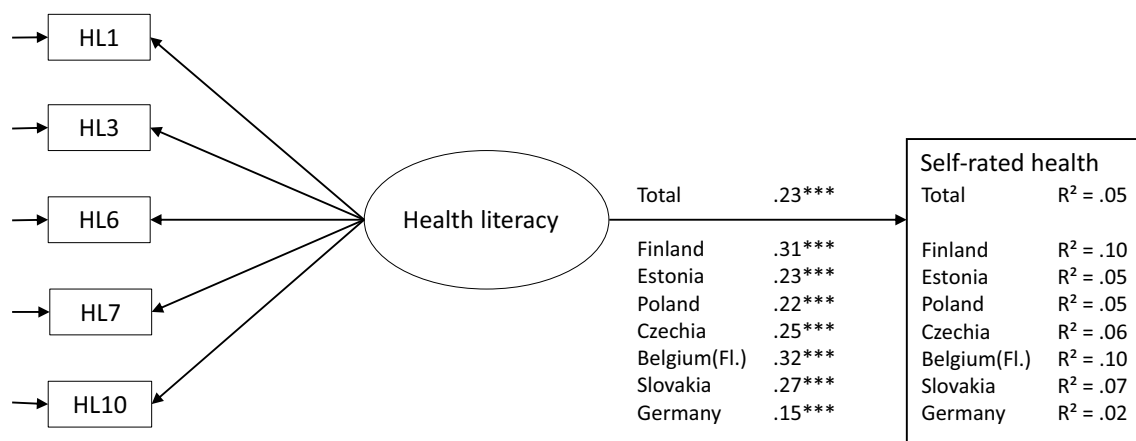 HL1
HL3
HL6
HL7
HL10
Health literacy
Total .23***
Finland .31***
Estonia .23***
Poland .22***
Czechia .25***
Belgium(Fl.) .32***
Slovakia .27***
Germany .15***
Self-rated health
Total R² = .05
Finland R² = .10
Estonia R² = .05
Poland R² = .05
Czechia R² = .06
Belgium(Fl.) R² = .10
Slovakia R² = .07
Germany R² = .02